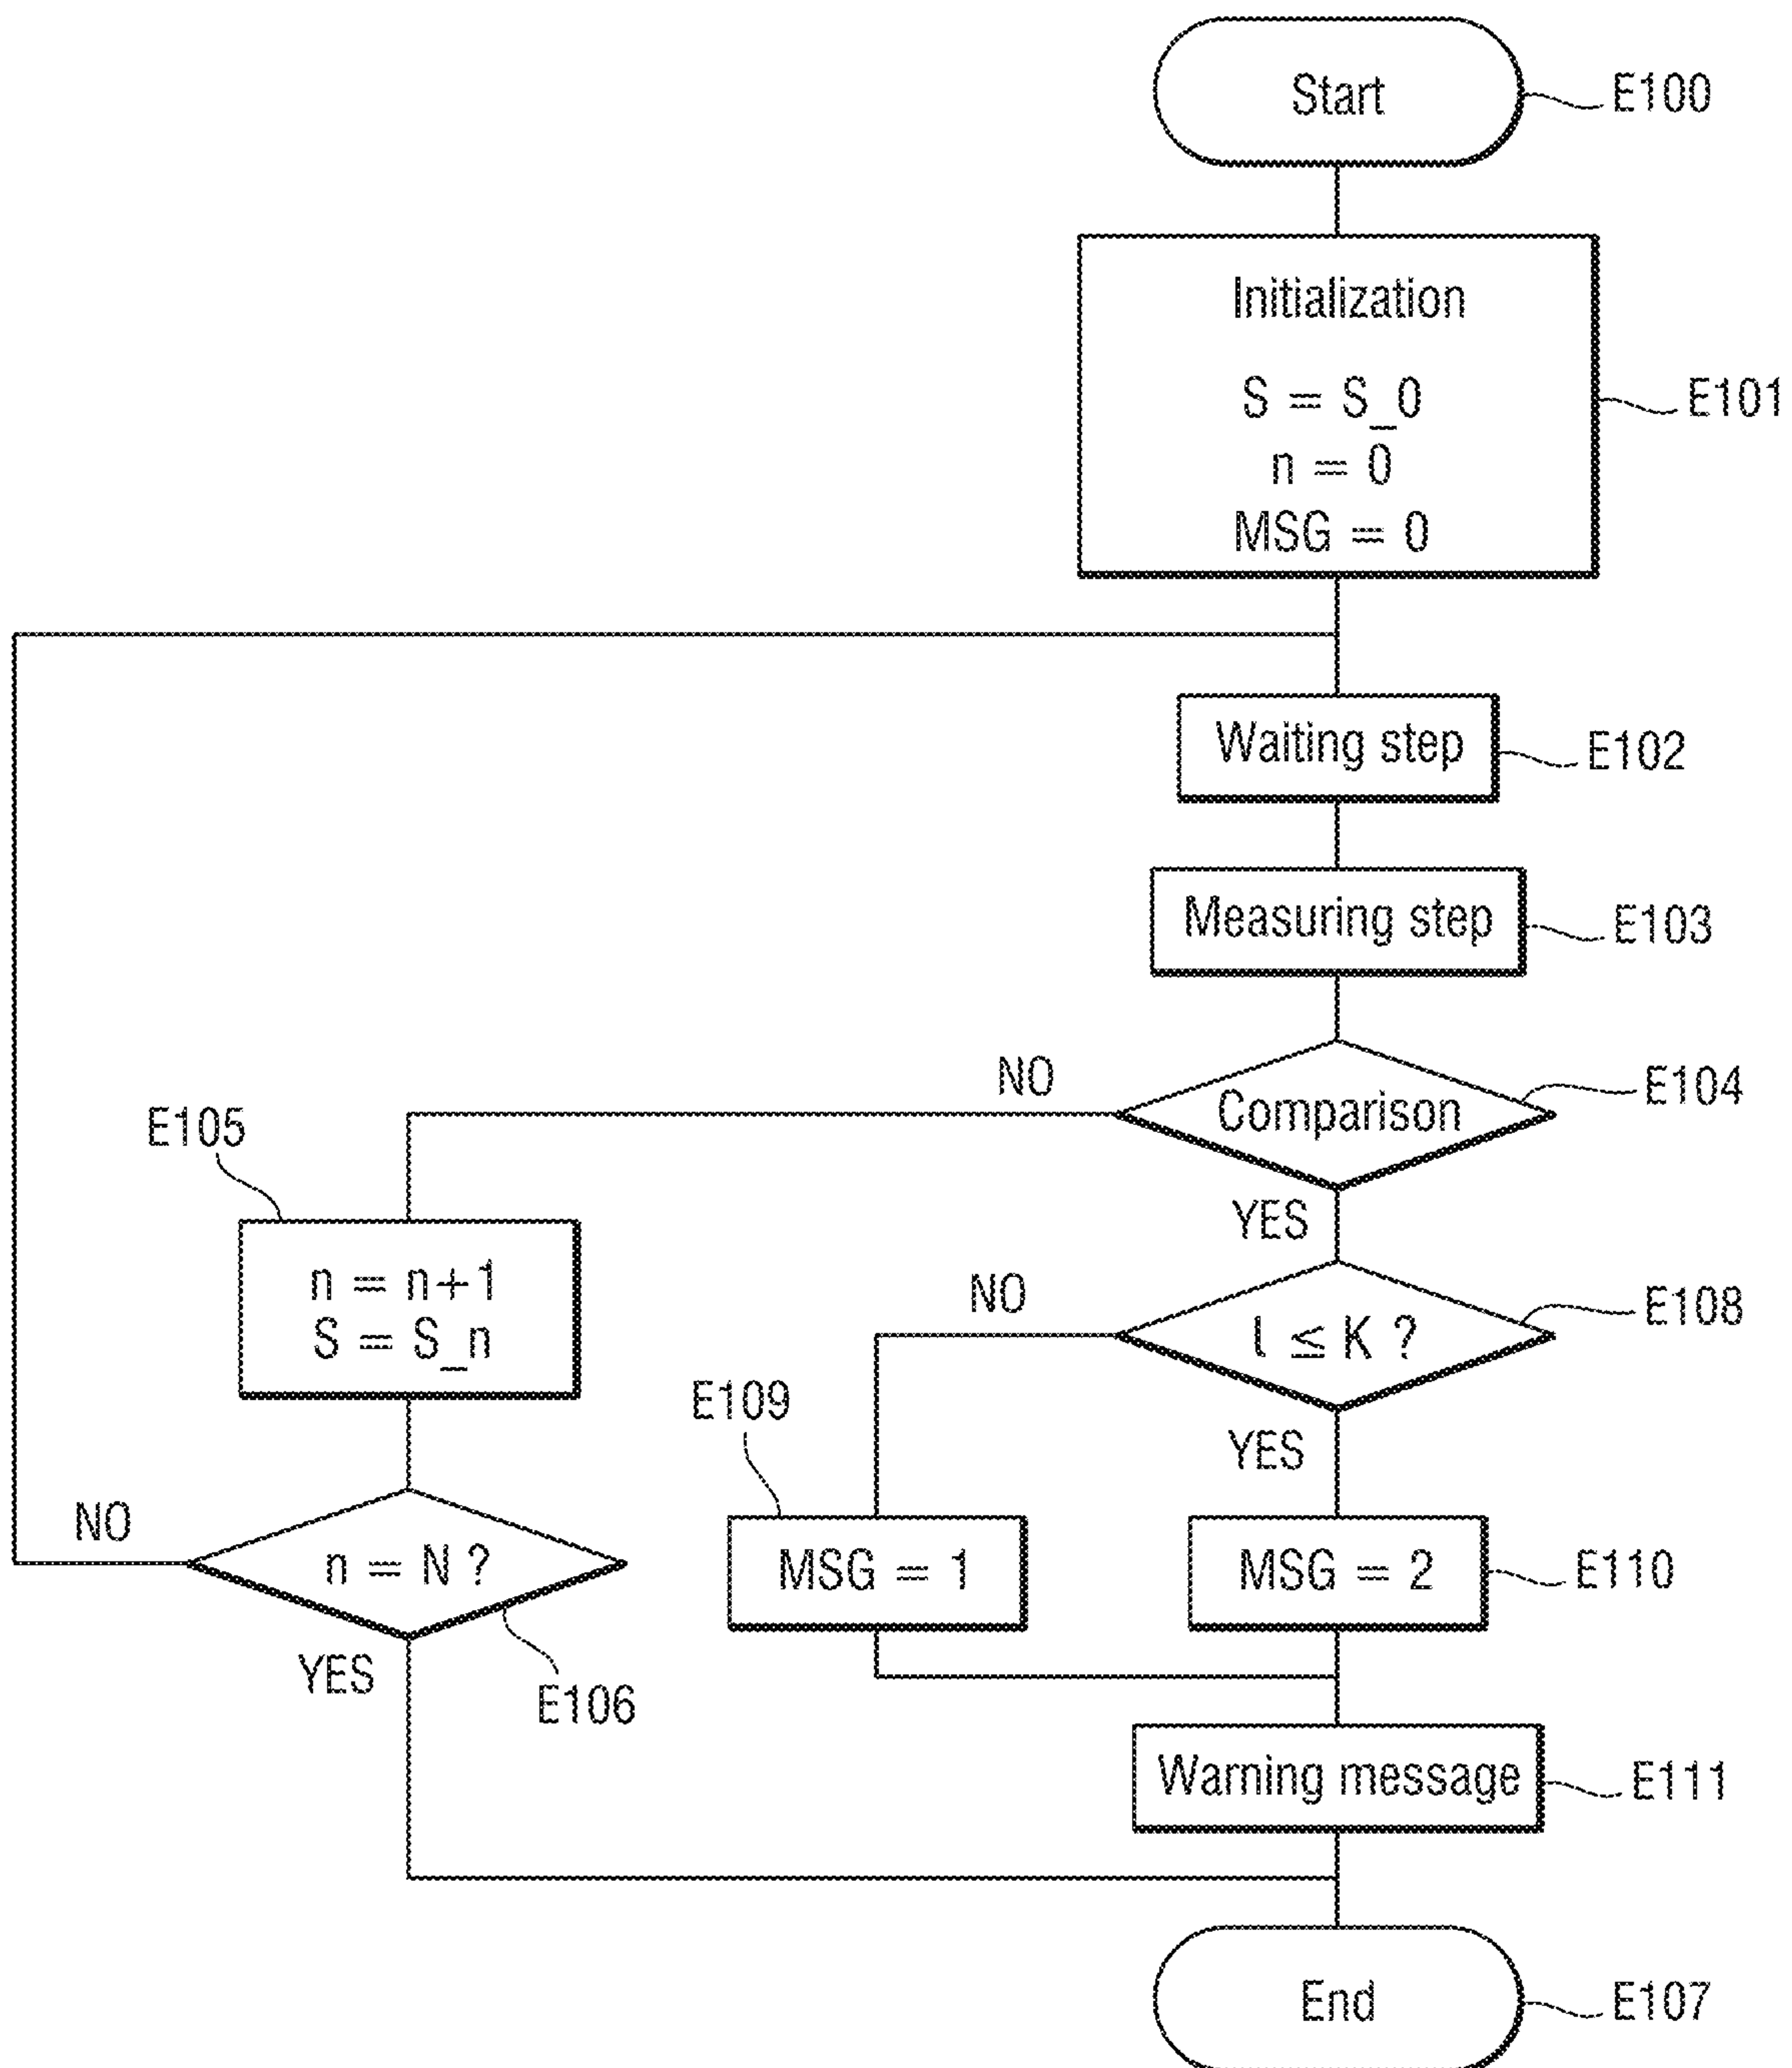 Start
E100
Initialization
S = S_0
n = 0
MSG = 0
E101
Waiting step
E102
Measuring step
E103
NO
Comparison
E104
YES
E105
n = n+1
S = S_n
NO
l ≤ K ?
E108
YES
E109
NO
n = N ?
YES
E106
MSG = 1
MSG = 2
E110
Warning message
E111
End
E107